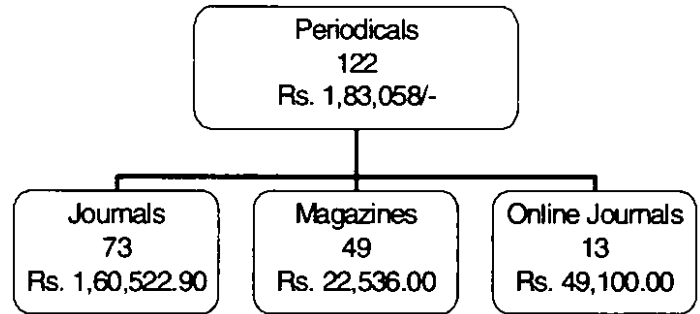 Periodicals
122
Rs. 1,83,058/-
Journals
73
Rs. 1,60,522.90
Magazines
49
Rs. 22,536.00
Online Journals
13
Rs. 49,100.00